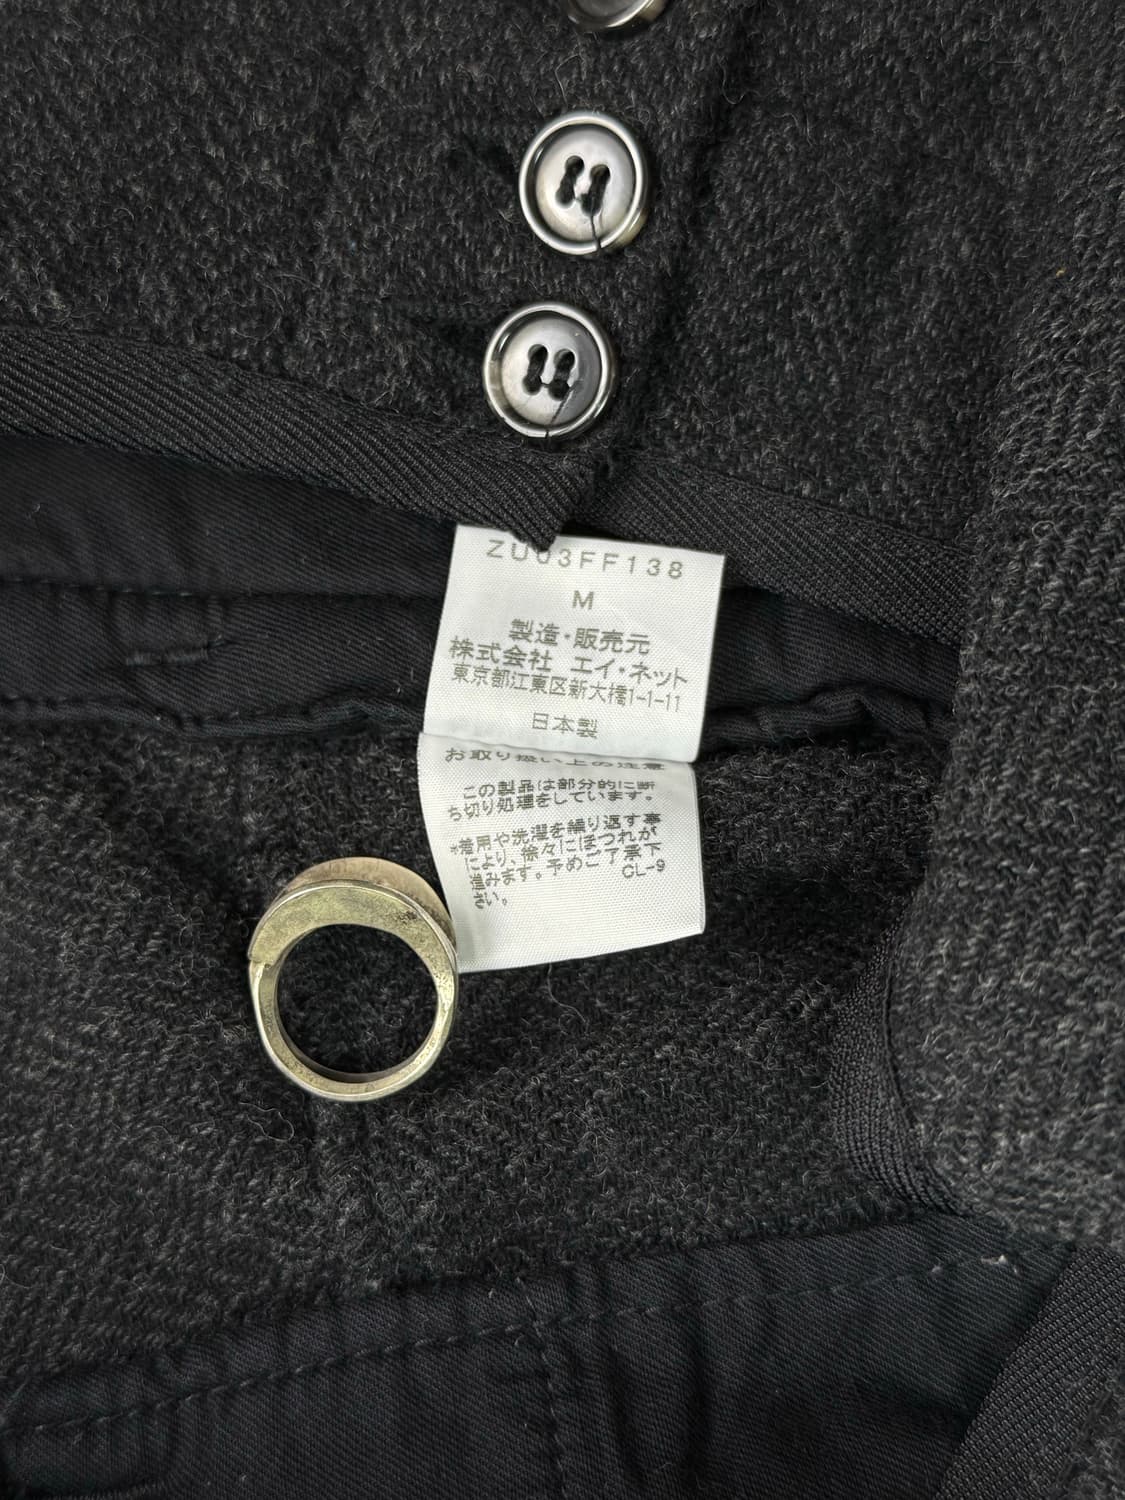 ZU03FF138
M
製造・販売元
株式会社 エイ・ネット
東京都江東区新大橋1-1-11
日本製
お取り扱い上の注意
この製品は部分的に断
ち切り処理をしています。
*着用や洗濯を繰り返す事
により、徐々にほつれが
進みます。予めご了承下
さい。
CL-9